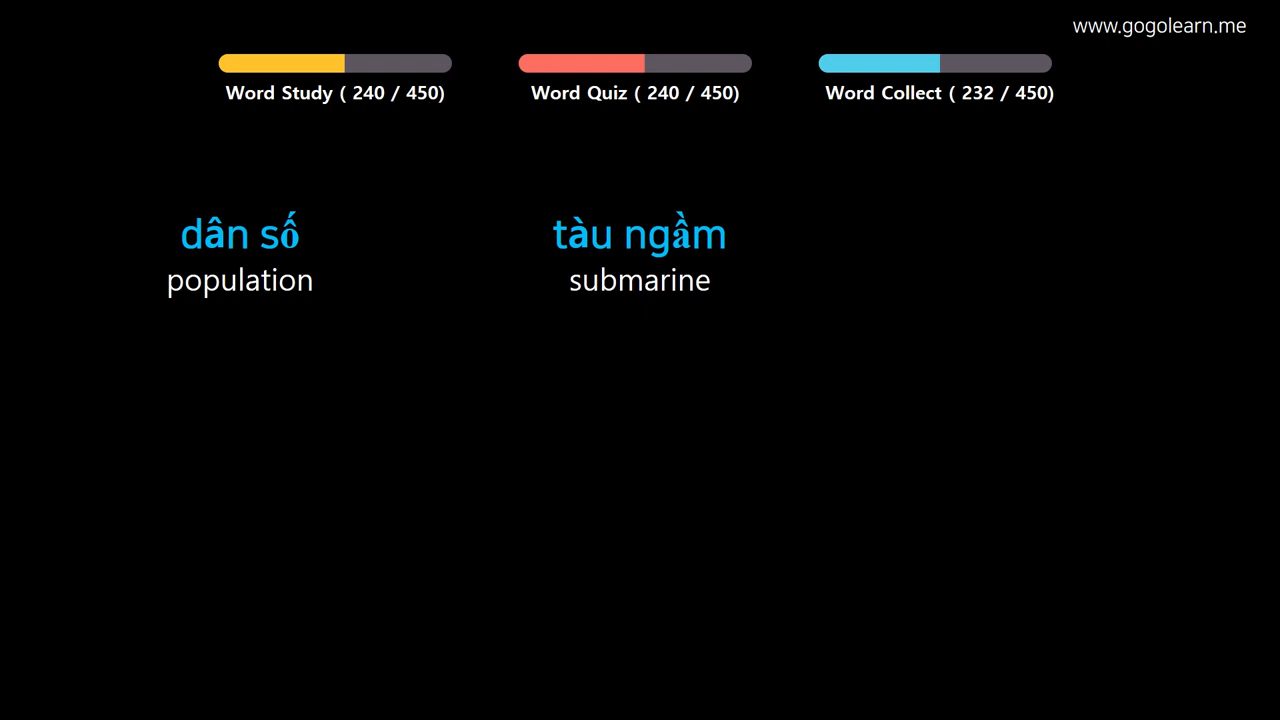 www.gogolearn.me
Word Study ( 240 / 450)
Word Quiz ( 240 / 450)
Word Collect ( 232 / 450)
dân số
population
tàu ngầm
submarine